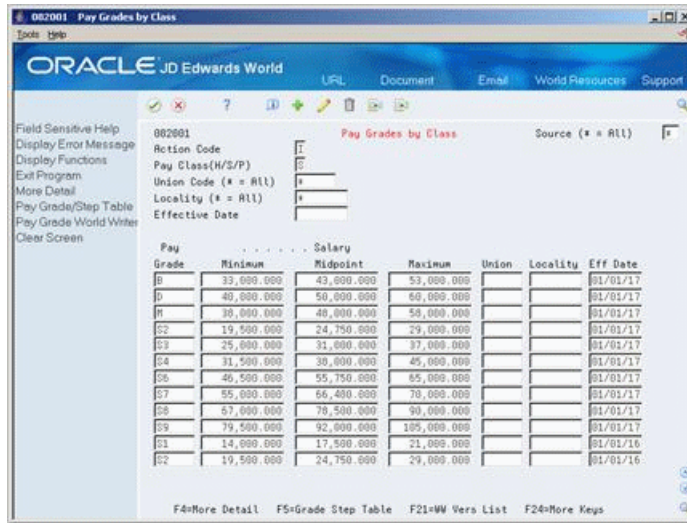 082001 Pay Grades by Class
Tools Help
ORACLE JD Edwards World
URL Document Email World Resources Support
Field Sensitive Help
Display Error Message
Display Functions
Exit Program
More Detail
Pay Grade/Step Table
Pay Grade World Writer
Clear Screen
082001 Pay Grades by Class Source (* = All) *
Action Code I
Pay Class(H/S/P) S
Union Code (* = All) *
Locality (* = All) *
Effective Date
Pay . . . . . . Salary
Grade Minimum Midpoint Maximum Union Locality Eff Date
B 33,000.000 43,000.000 53,000.000 01/01/17
D 40,000.000 50,000.000 60,000.000 01/01/17
M 38,000.000 48,000.000 58,000.000 01/01/17
S2 19,500.000 24,750.000 29,000.000 01/01/17
S3 25,000.000 31,000.000 37,000.000 01/01/17
S4 31,500.000 38,000.000 45,000.000 01/01/17
S6 46,500.000 55,750.000 65,000.000 01/01/17
S7 55,000.000 66,400.000 78,000.000 01/01/17
S8 67,000.000 78,500.000 90,000.000 01/01/17
S9 79,500.000 92,000.000 105,000.000 01/01/17
S1 14,000.000 17,500.000 21,000.000 01/01/16
S2 19,500.000 24,750.000 29,000.000 01/01/16
F4=More Detail F5=Grade Step Table F21=WW Vers List F24=More Keys